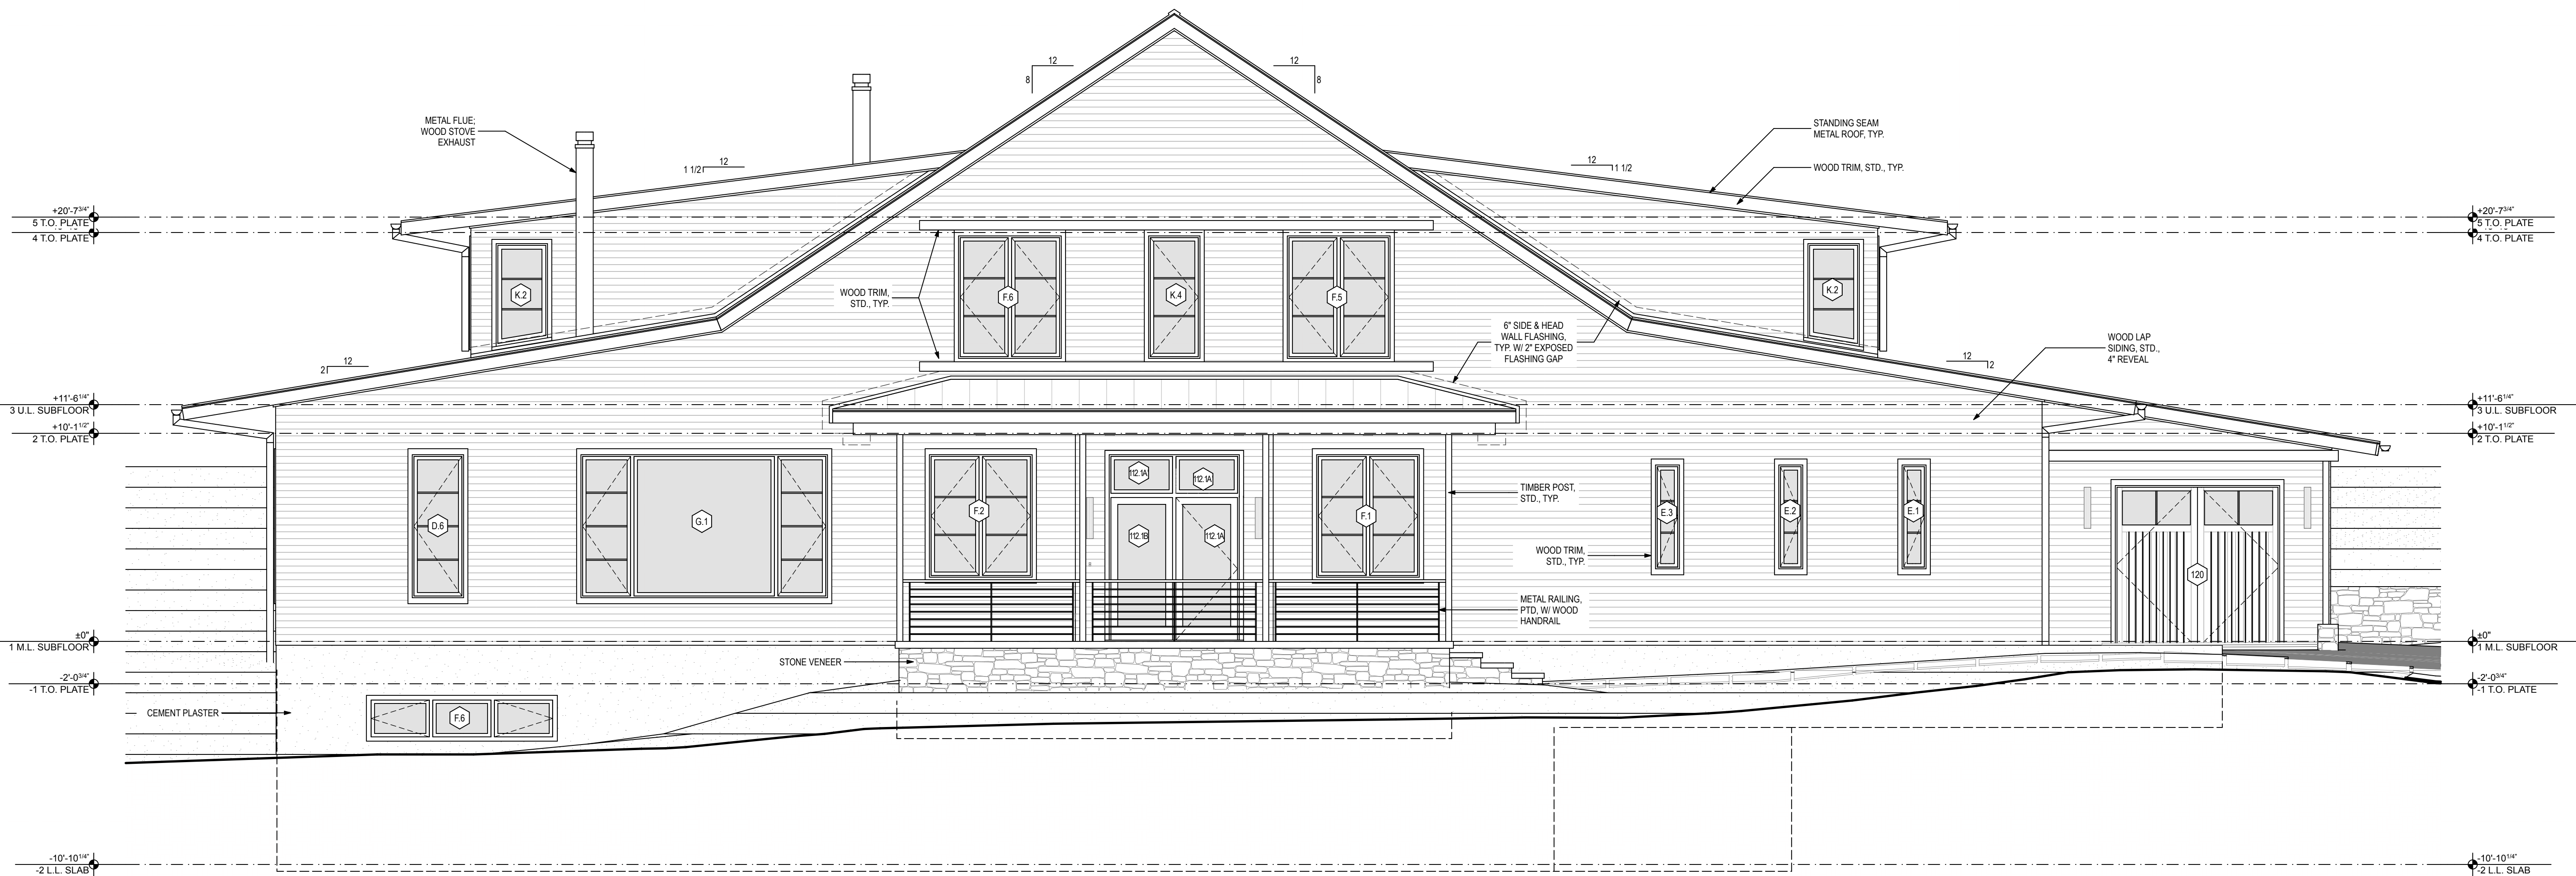 12
8
12
8
METAL FLUE;
WOOD STOVE
EXHAUST
STANDING SEAM
METAL ROOF, TYP.
12
1 1/2
12
1 1/2
WOOD TRIM, STD., TYP.
+20'-7 3/4"
5 T.O. PLATE
4 T.O. PLATE
+20'-7 3/4"
5 T.O. PLATE
4 T.O. PLATE
K.2
WOOD TRIM,
STD., TYP.
F.6
K.4
F.5
K.2
6" SIDE & HEAD
WALL FLASHING,
TYP. W/ 2" EXPOSED
FLASHING GAP
WOOD LAP
SIDING, STD.,
4" REVEAL
12
2
12
2
+11'-6 1/4"
3 U.L. SUBFLOOR
+11'-6 1/4"
3 U.L. SUBFLOOR
+10'-1 1/2"
2 T.O. PLATE
+10'-1 1/2"
2 T.O. PLATE
D.6
G.1
F.2
112.1A
112.1A
112.1B
112.1A
F.1
TIMBER POST,
STD., TYP.
E.3
E.2
E.1
WOOD TRIM,
STD., TYP.
120
METAL RAILING,
PTD, W/ WOOD
HANDRAIL
±0"
1 M.L. SUBFLOOR
±0"
1 M.L. SUBFLOOR
STONE VENEER
-2'-0 3/4"
-1 T.O. PLATE
-2'-0 3/4"
-1 T.O. PLATE
CEMENT PLASTER
F.6
-10'-10 1/4"
-2 L.L. SLAB
-10'-10 1/4"
-2 L.L. SLAB